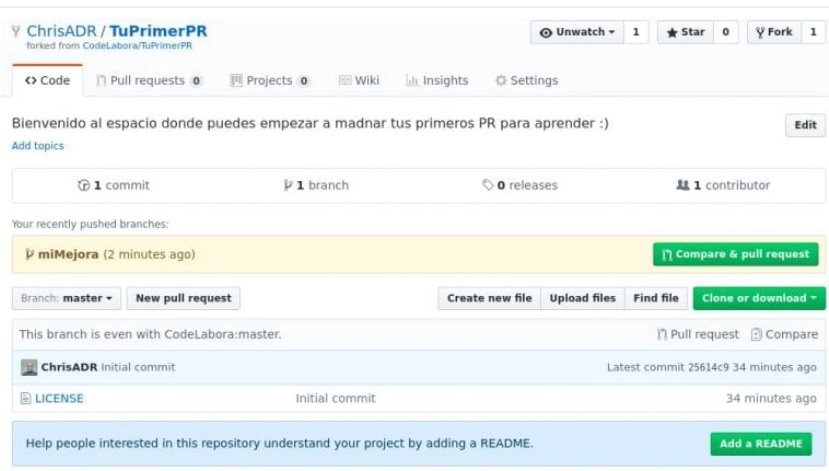 ChrisADR / TuPrimerPR
forked from CodeLabora/TuPrimerPR
Unwatch 1 Star 0 Fork 1
Code Pull requests 0 Projects 0 Wiki Insights Settings
Bienvenido al espacio donde puedes empezar a madnar tus primeros PR para aprender :)
Edit
Add topics
1 commit 1 branch 0 releases 1 contributor
Your recently pushed branches:
miMejora (2 minutes ago) Compare & pull request
Branch: master New pull request Create new file Upload files Find file Clone or download
This branch is even with CodeLabora:master. Pull request Compare
ChrisADR Initial commit Latest commit 25614c9 34 minutes ago
LICENSE Initial commit 34 minutes ago
Help people interested in this repository understand your project by adding a README. Add a README